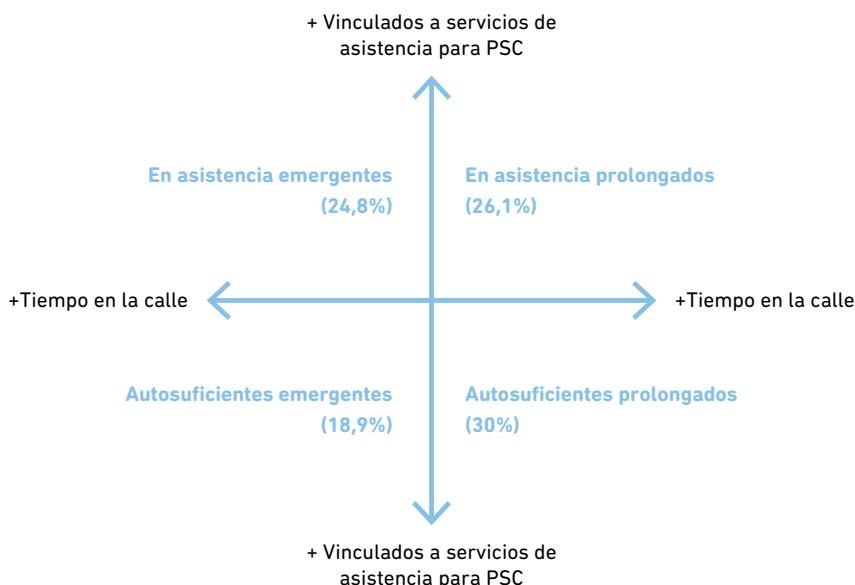 + Vinculados a servicios de
asistencia para PSC
En asistencia emergentes
(24,8%)
En asistencia prolongados
(26,1%)
+Tiempo en la calle
+Tiempo en la calle
Autosuficientes emergentes
(18,9%)
Autosuficientes prolongados
(30%)
+ Vinculados a servicios de
asistencia para PSC